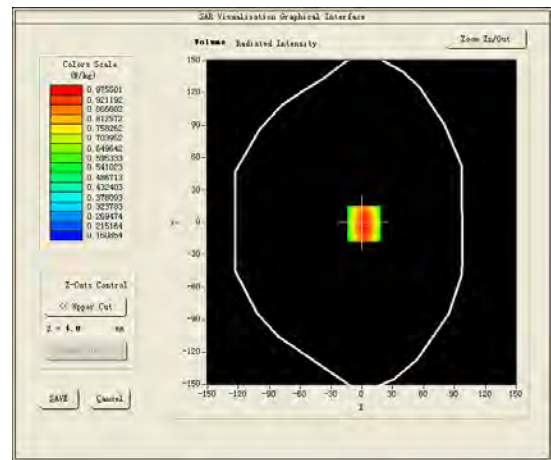 SAR Visualisation Graphical Interface
Volume Radiated Intensity
Zoom In/Out
Colors Scale
(W/kg)
0.975501
0.921192
0.866882
0.812572
0.758262
0.703952
0.649642
0.595333
0.541023
0.486713
0.432403
0.378093
0.323783
0.269474
0.215164
0.160854
150
120
90
60
30
0
-30
-60
-90
-120
-150
Y
-150 -120 -90 -60 -30 0 30 60 90 120 150
X
Z-Cuts Control
<< Upper Cut
Z = 4.0 mm
SAVE Cancel